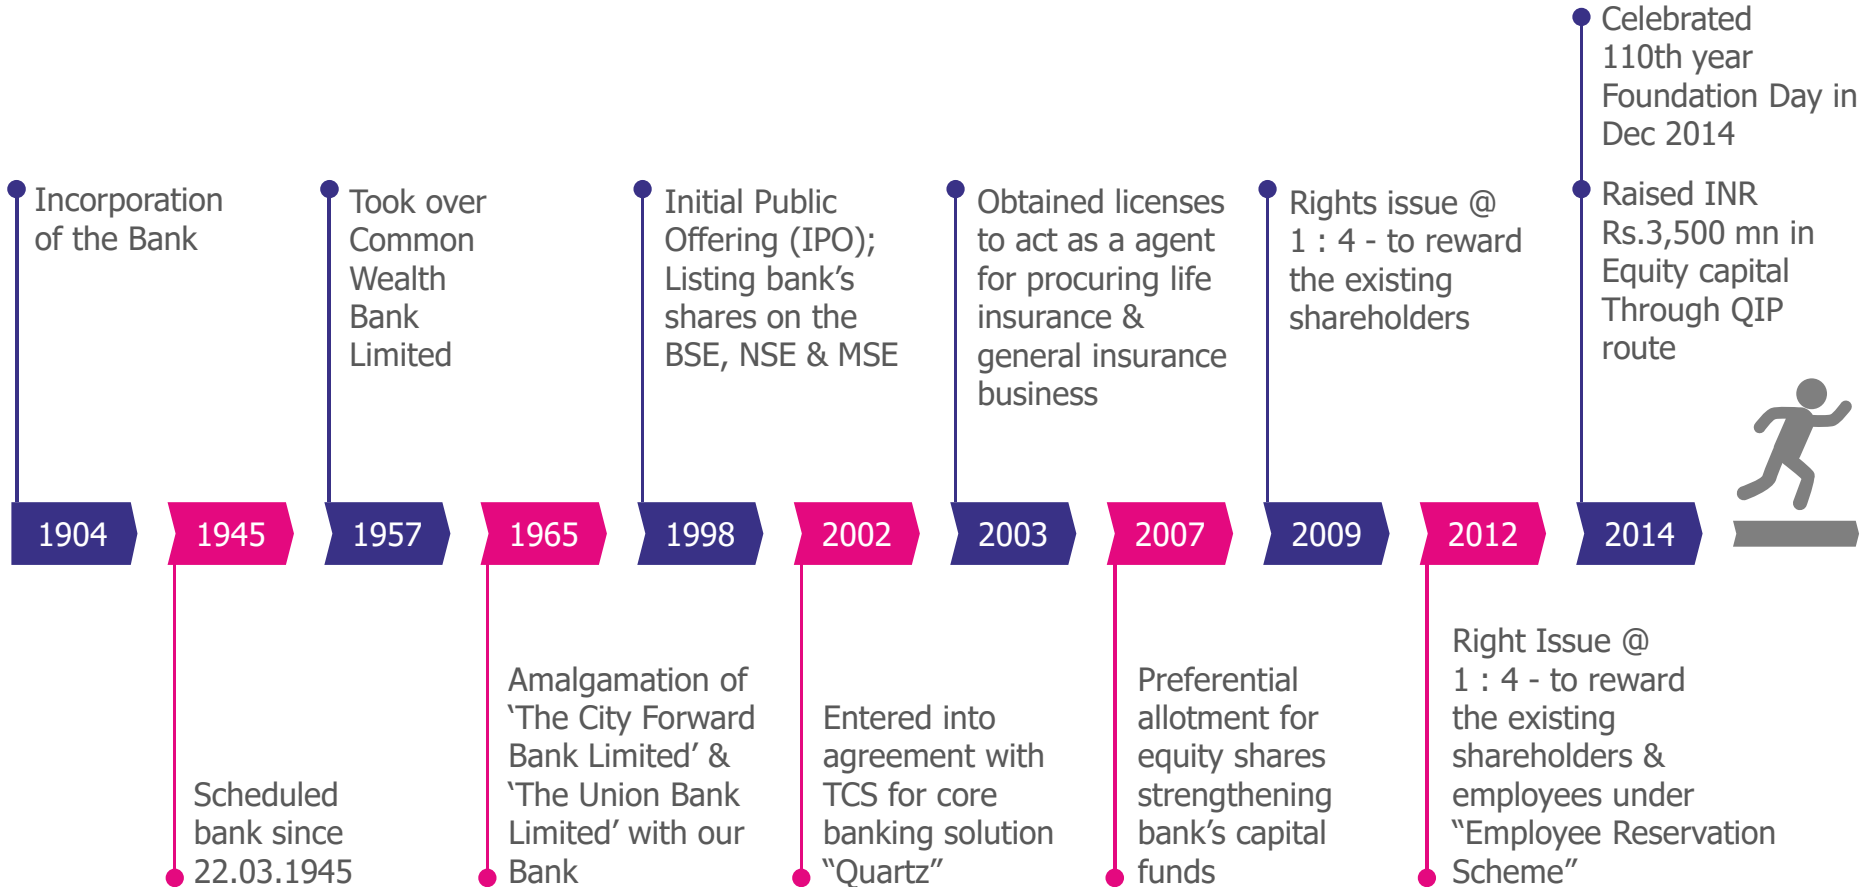 Celebrated
110th year
Foundation Day in
Dec 2014
Incorporation
of the Bank
Took over
Common
Wealth
Bank
Limited
Initial Public
Offering (IPO);
Listing bank’s
shares on the
BSE, NSE & MSE
Obtained licenses
to act as a agent
for procuring life
insurance &
general insurance
business
Rights issue @
1 : 4 - to reward
the existing
shareholders
Raised INR
Rs.3,500 mn in
Equity capital
Through QIP
route
1904
1945
1957
1965
1998
2002
2003
2007
2009
2012
2014
Scheduled
bank since
22.03.1945
Amalgamation of
‘The City Forward
Bank Limited’ &
‘The Union Bank
Limited’ with our
Bank
Entered into
agreement with
TCS for core
banking solution
“Quartz”
Preferential
allotment for
equity shares
strengthening
bank’s capital
funds
Right Issue @
1 : 4 - to reward
the existing
shareholders &
employees under
“Employee Reservation
Scheme”